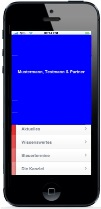 Mustermann, Testmann & Partner
Aktuelles
Wissenswertes
Steuertermine
Die Kanzlei